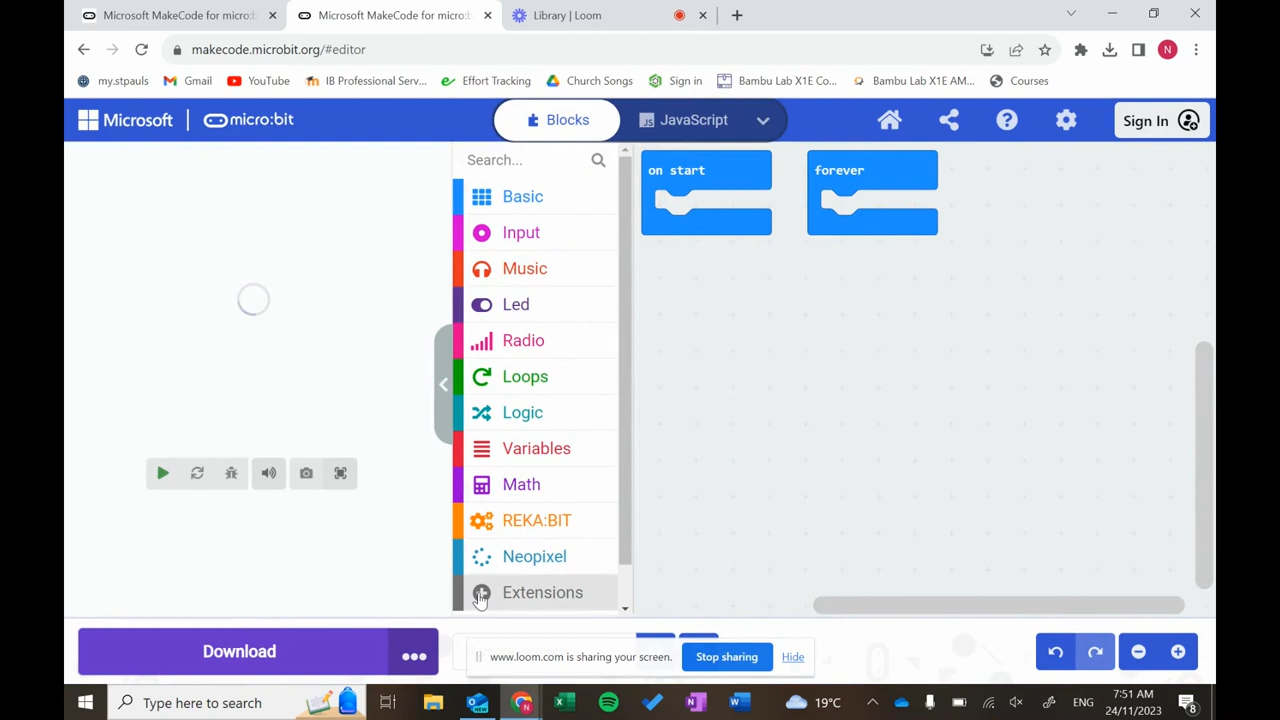 Microsoft MakeCode for micro:b
Microsoft MakeCode for micro:
Library | Loom
makecode.microbit.org/#editor
N
my.stpauls
Gmail
YouTube
IB Professional Serv...
Effort Tracking
Church Songs
Sign in
Bambu Lab X1E Co...
Bambu Lab X1E AM...
Courses
Microsoft
micro:bit
Blocks
JS JavaScript
Sign In
Search...
on start
forever
Basic
Input
Music
Led
Radio
Loops
Logic
Variables
Math
REKA:BIT
Neopixel
Extensions
Download
www.loom.com is sharing your screen.
Stop sharing
Hide
Type here to search
19°C
ENG
7:51 AM
24/11/2023
8